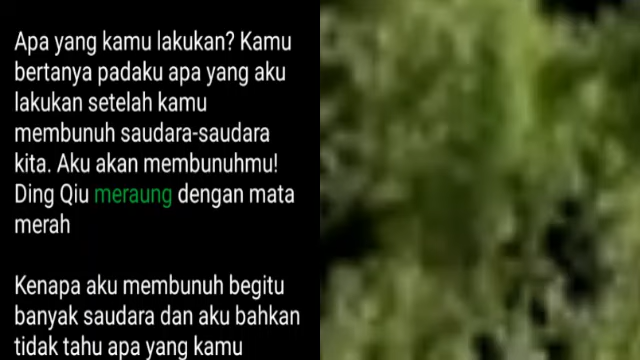 Apa yang kamu lakukan? Kamu
bertanya padaku apa yang aku
lakukan setelah kamu
membunuh saudara-saudara
kita. Aku akan membunuhmu!
Ding Qiu meraung dengan mata
merah
Kenapa aku membunuh begitu
banyak saudara dan aku bahkan
tidak tahu apa yang kamu